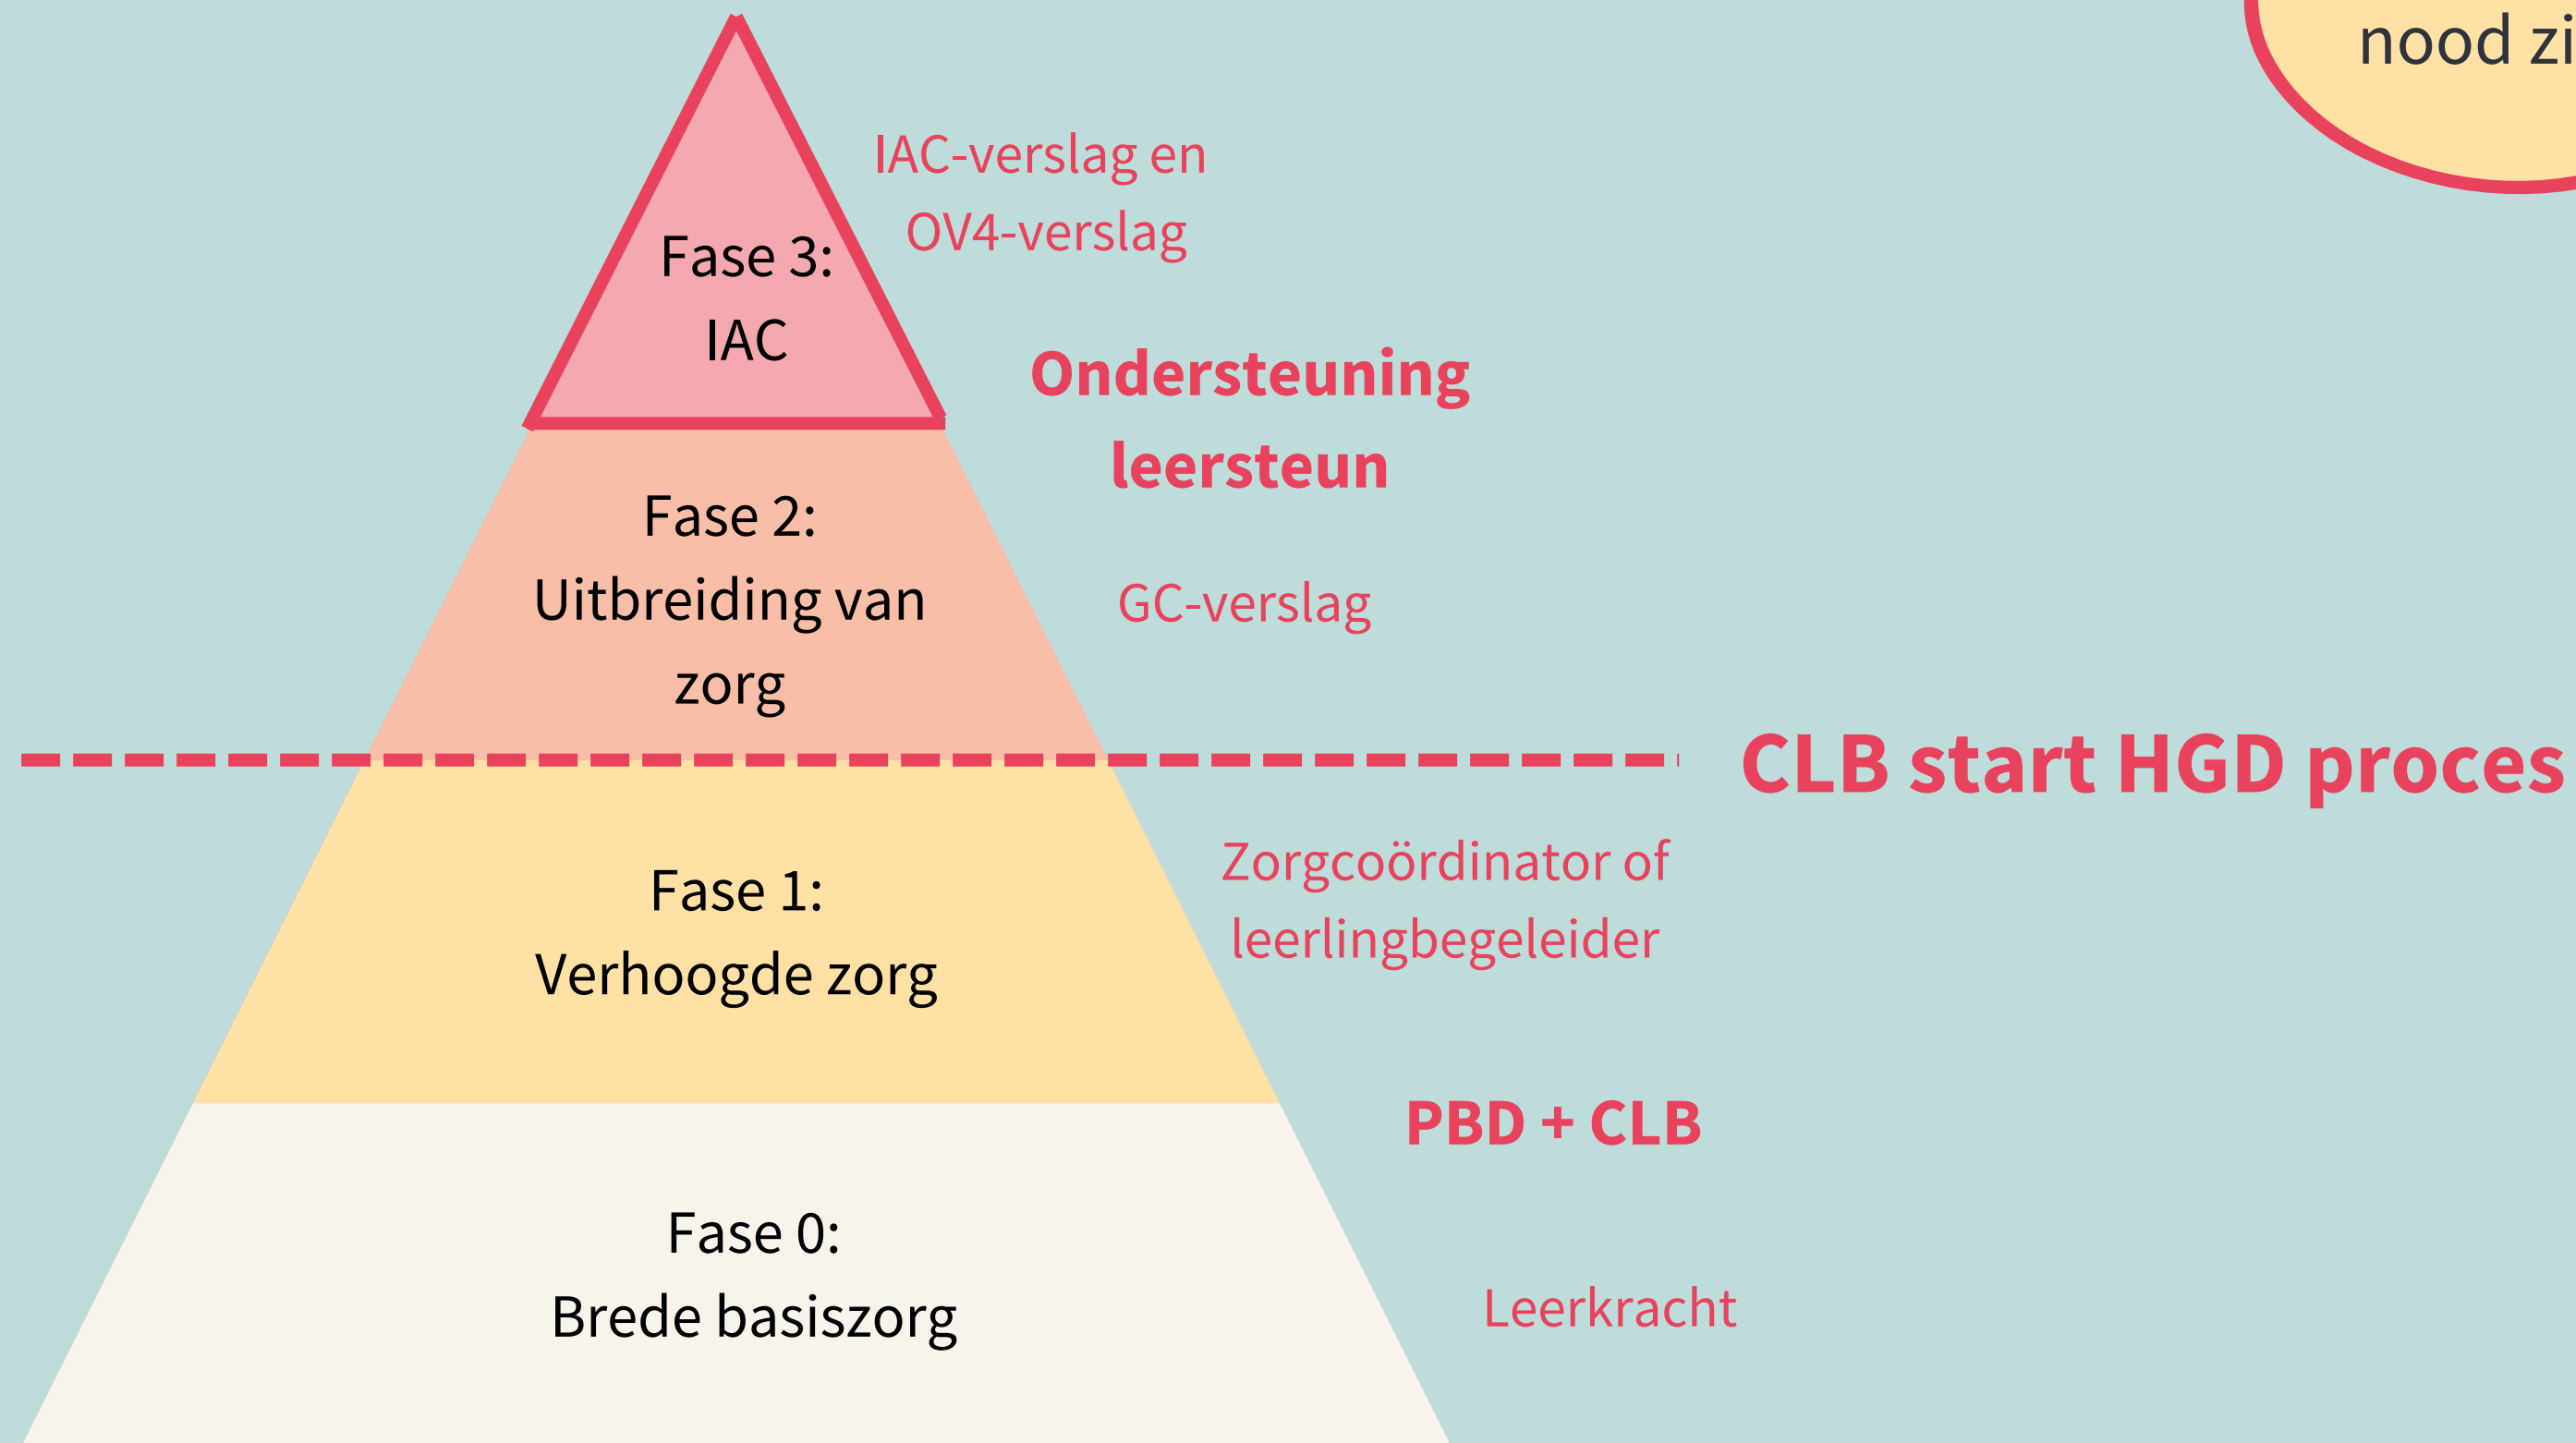 nood zi
IAC-verslag en
OV4-verslag
Fase 3:
IAC
Ondersteuning
leersteun
Fase 2:
Uitbreiding van
zorg
GC-verslag
CLB start HGD proces
Zorgcoördinator of
leerlingbegeleider
Fase 1:
Verhoogde zorg
PBD + CLB
Fase 0:
Brede basiszorg
Leerkracht